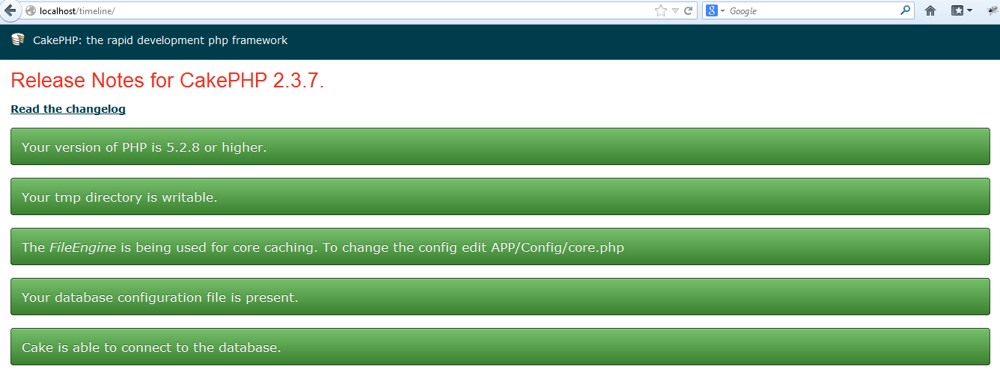 localhost/timeline/
Google
CakePHP: the rapid development php framework
Release Notes for CakePHP 2.3.7.
Read the changelog
Your version of PHP is 5.2.8 or higher.
Your tmp directory is writable.
The FileEngine is being used for core caching. To change the config edit APP/Config/core.php
Your database configuration file is present.
Cake is able to connect to the database.